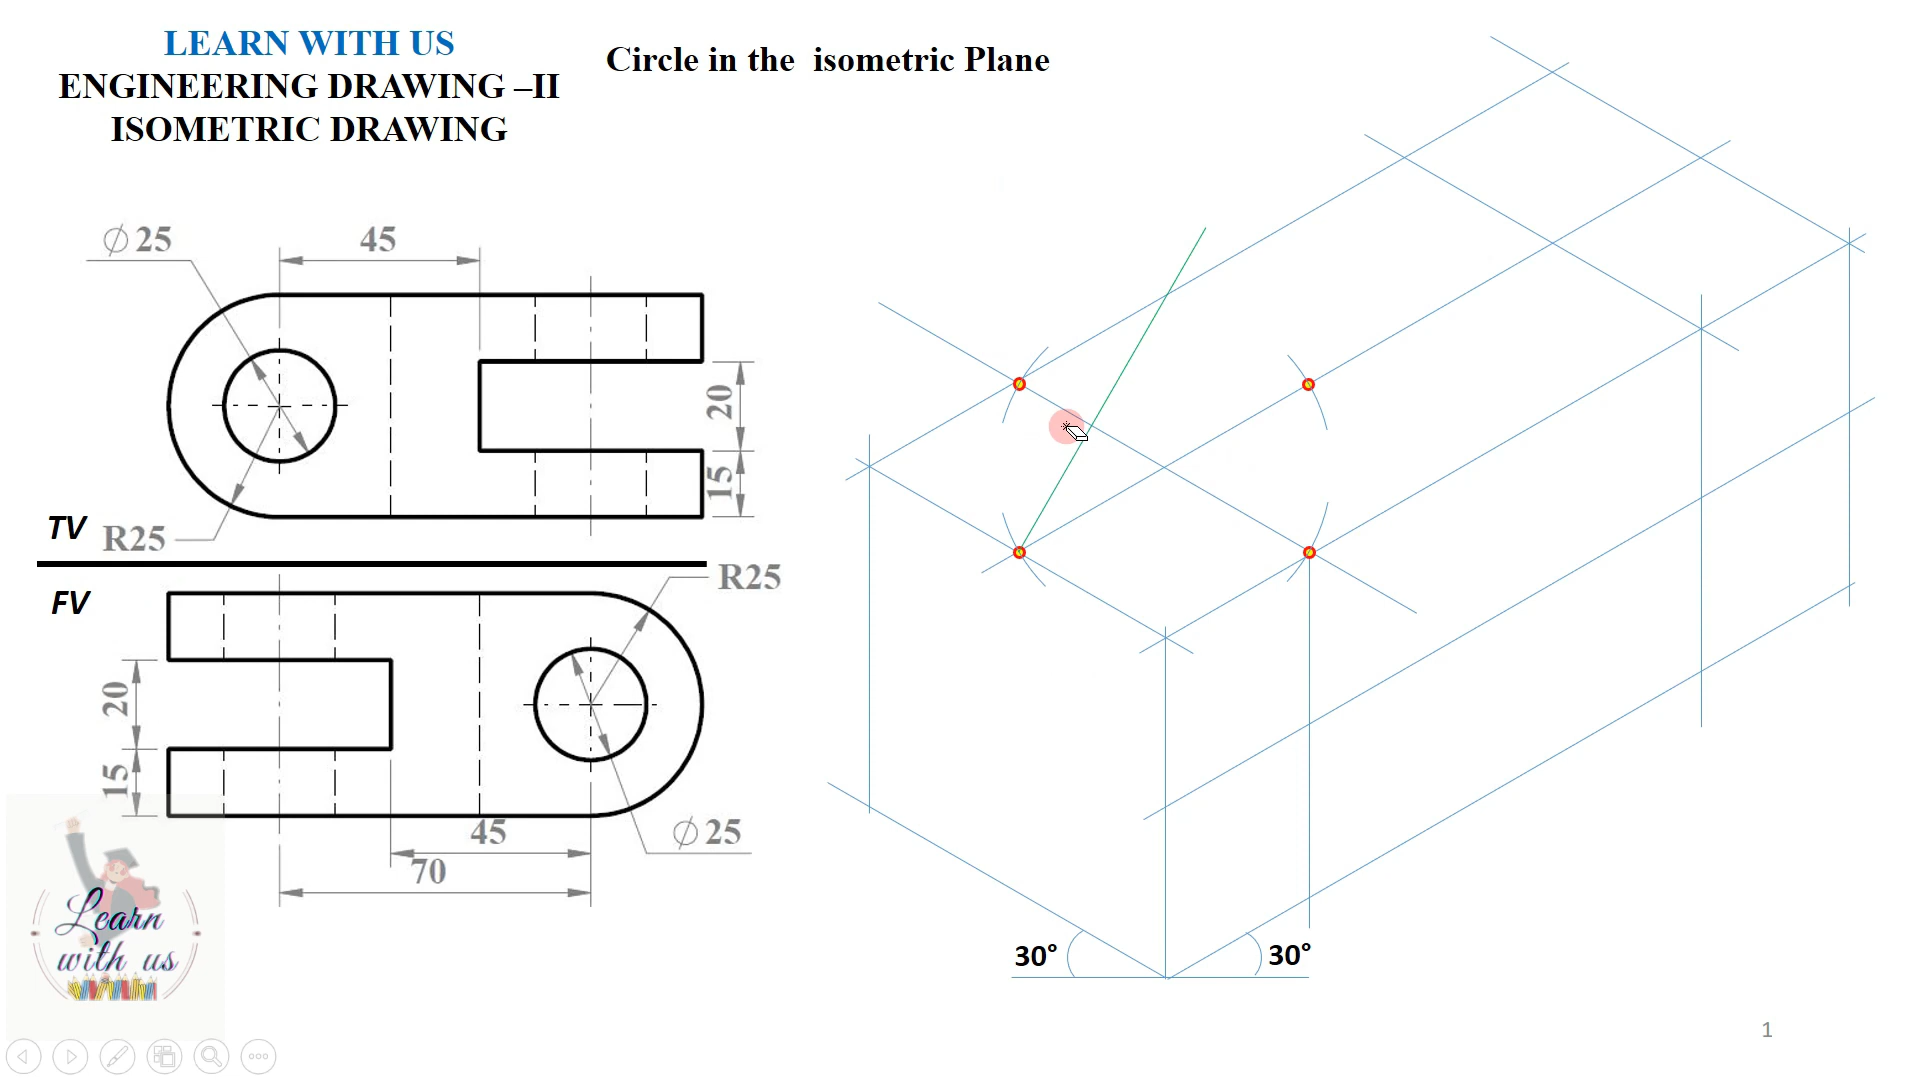 LEARN WITH US
ENGINEERING DRAWING –II
ISOMETRIC DRAWING
Circle in the isometric Plane
∅25
45
20
15
TV
R25
FV
R25
20
15
45
∅25
70
Learn
with us
30°
30°
1